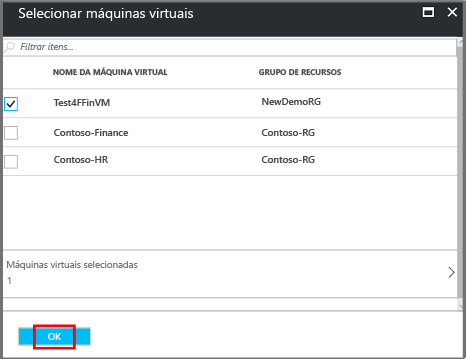 Selecionar máquinas virtuais
Filtrar itens...
NOME DA MÁQUINA VIRTUAL GRUPO DE RECURSOS
Test4FFinVM NewDemoRG
Contoso-Finance Contoso-RG
Contoso-HR Contoso-RG
Máquinas virtuais selecionadas
1
OK